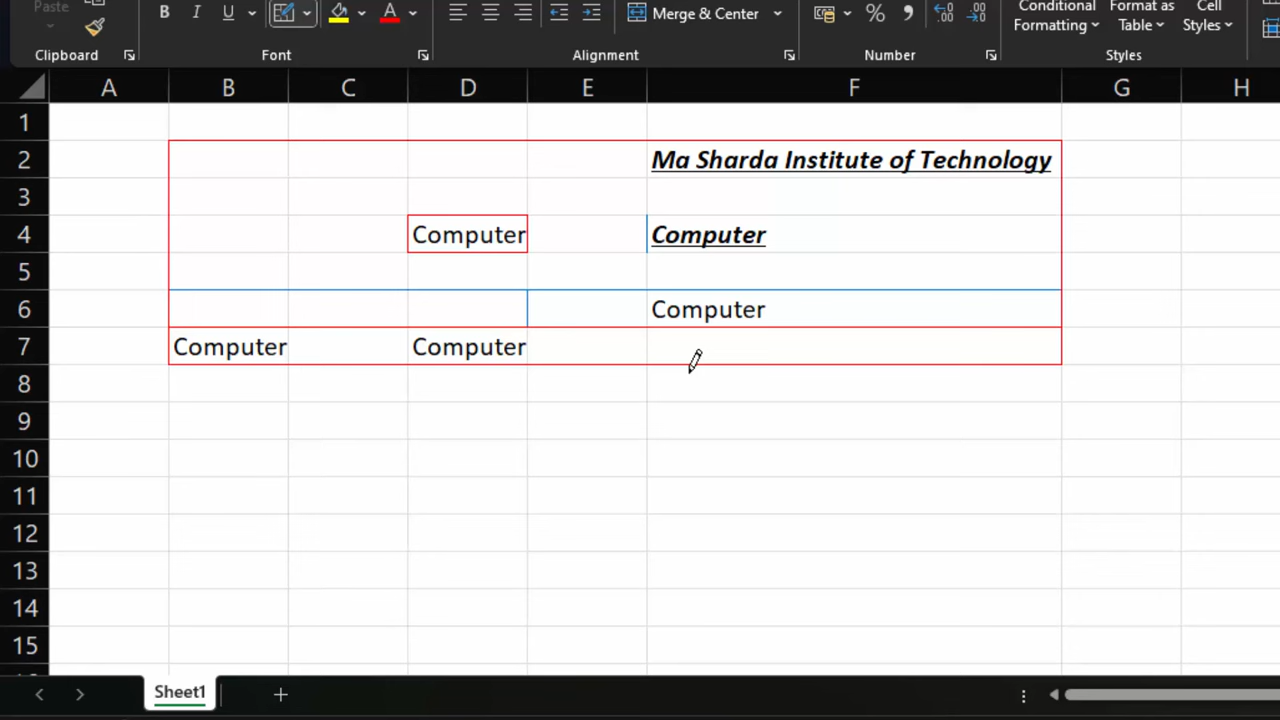 Paste
B I U A
Merge & Center
% 9
Conditional Formatting
Format as Table
Cell Styles
Clipboard
Font
Alignment
Number
Styles
A B C D E F G H
1
2 Ma Sharda Institute of Technology
3
4 Computer Computer
5
6 Computer
7 Computer Computer
8
9
10
11
12
13
14
15
Sheet1